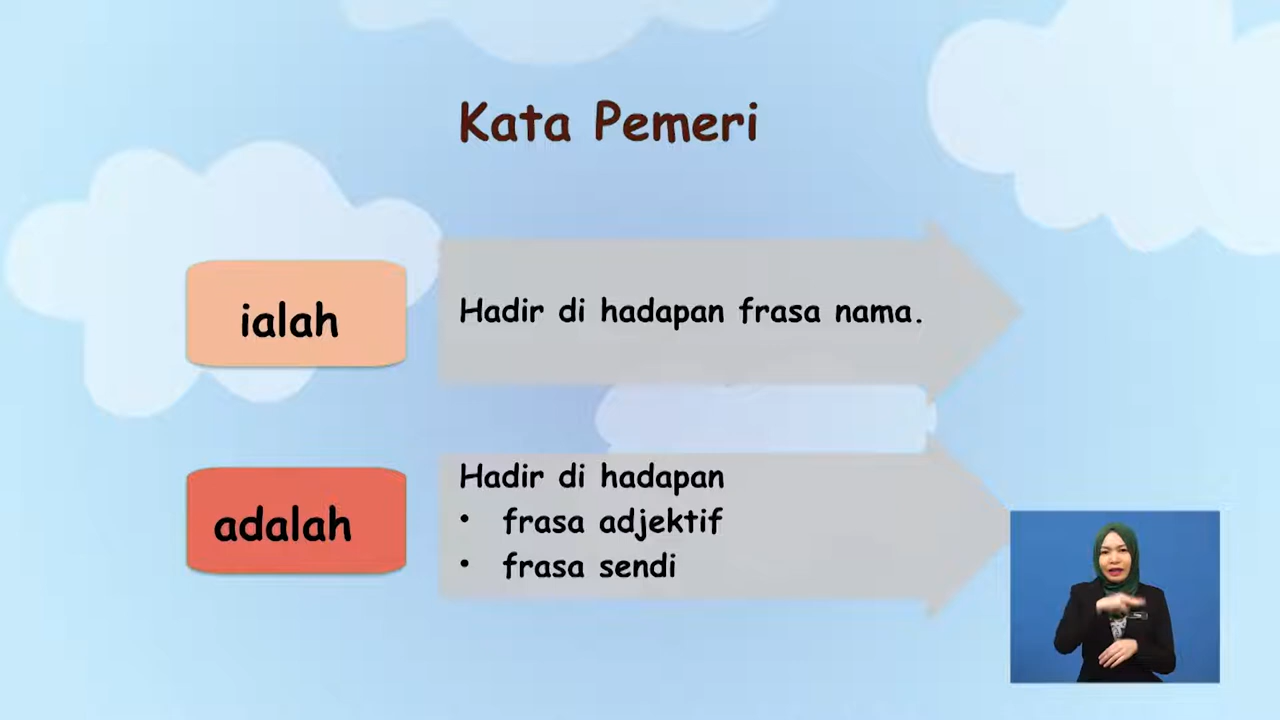 Kata Pemeri
ialah
Hadir di hadapan frasa nama.
adalah
Hadir di hadapan
• frasa adjektif
• frasa sendi